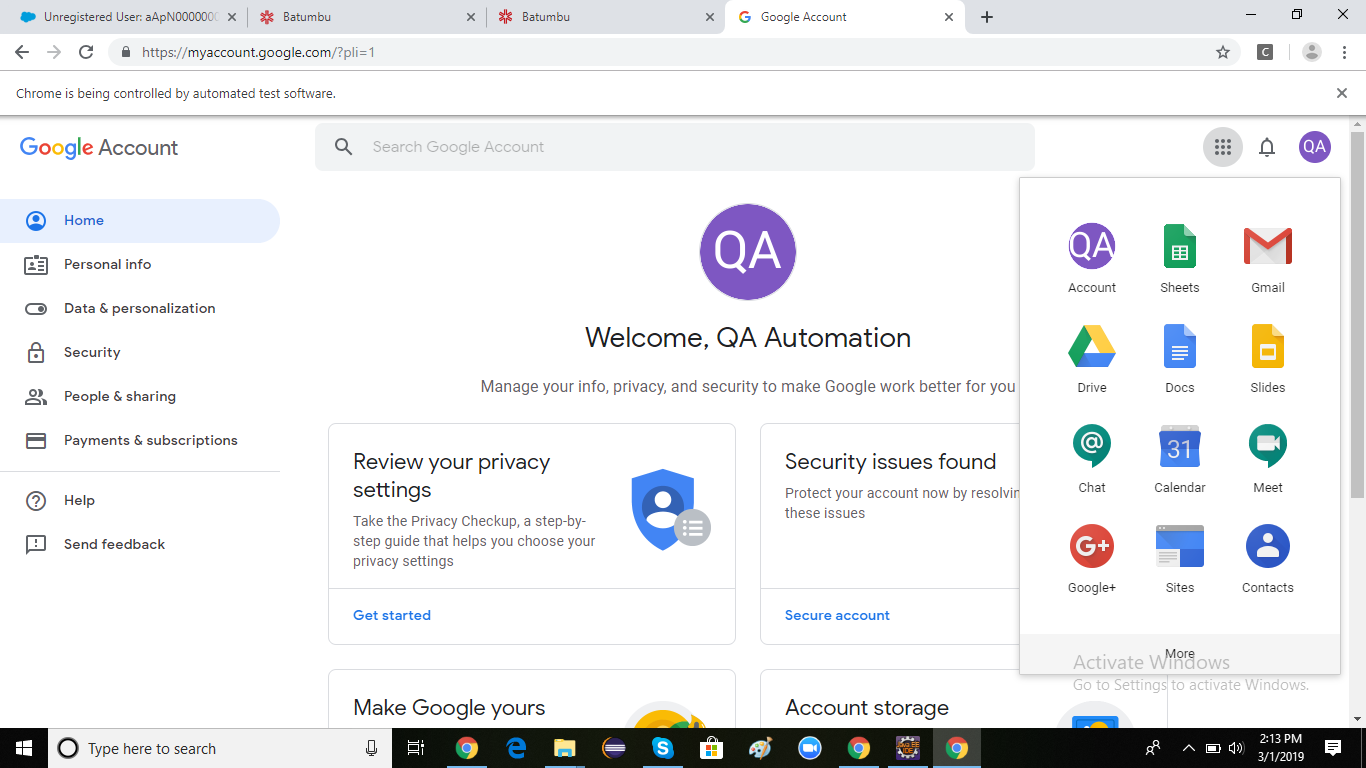 Unregistered User: aApN0000000
Batumbu
Batumbu
Google Account
https://myaccount.google.com/?pli=1
C
Chrome is being controlled by automated test software.
Google Account
Search Google Account
QA
Home
Personal info
Data & personalization
Security
People & sharing
Payments & subscriptions
Help
Send feedback
QA
Welcome, QA Automation
Manage your info, privacy, and security to make Google work better for you
Review your privacy
settings
Take the Privacy Checkup, a step-by-
step guide that helps you choose your
privacy settings
Get started
Security issues found
Protect your account now by resolvin
these issues
Secure account
Make Google yours
Account storage
QA
Account
Sheets
Gmail
Drive
Docs
Slides
Chat
31
Calendar
Meet
G+
Google+
Sites
Contacts
More
Activate Windows
Go to Settings to activate Windows.
Type here to search
2:13 PM
3/1/2019